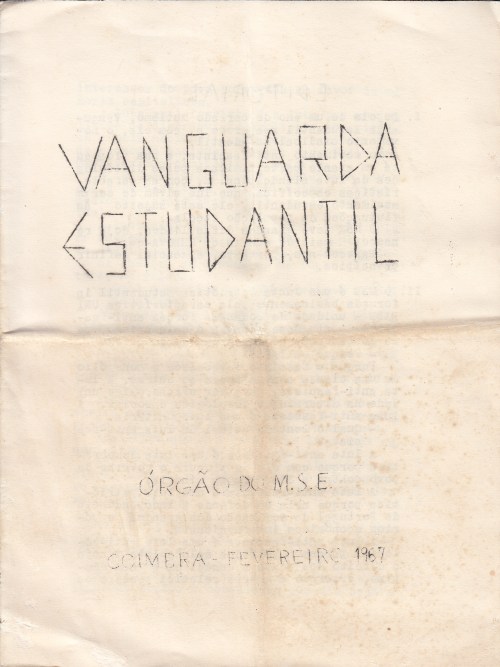 VANGUARDA
ESTUDANTIL
ÓRGÃO DO M.S.E.
COIMBRA - FEVEREIRO 1967